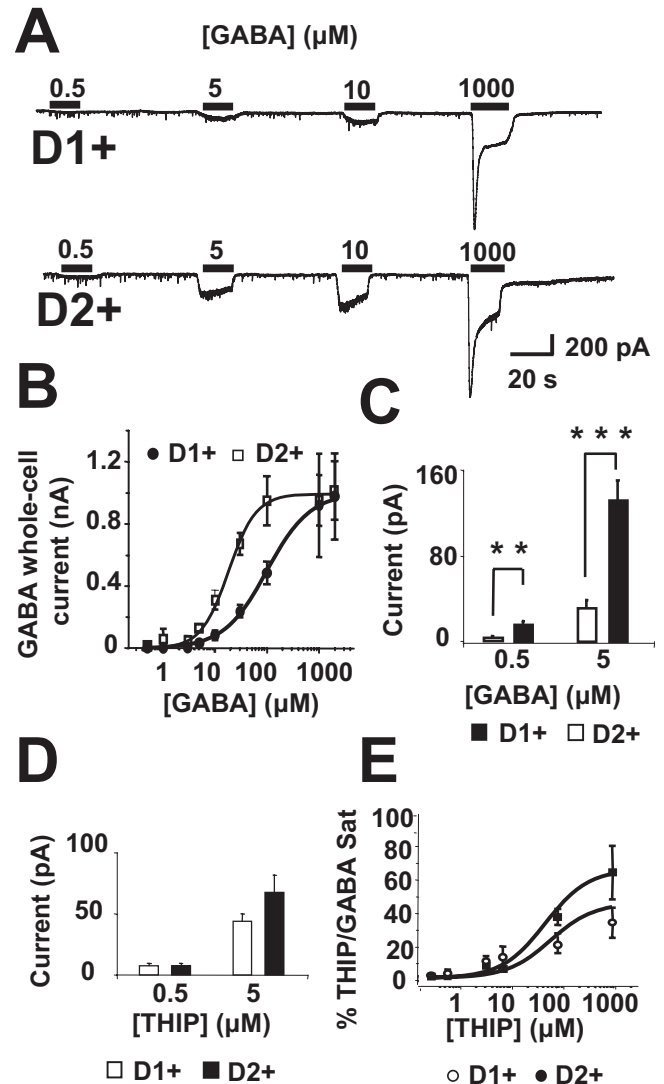 A
[GABA] (µM)
0.5 5 10 1000
D1+
0.5 5 10 1000
D2+
200 pA
20 s
B
D1+ D2+
GABA whole-cell
current (nA)
1.2
0.8
0.4
0
1 10 100 1000
[GABA] (µM)
C
* * *
* *
Current (pA)
160
80
0
0.5 5
[GABA] (µM)
D1+ D2+
D
Current (pA)
100
50
0
0.5 5
[THIP] (µM)
D1+ D2+
E
% THIP/GABA Sat
100
80
60
40
20
0
1 10 100 1000
[THIP] (µM)
D1+ D2+